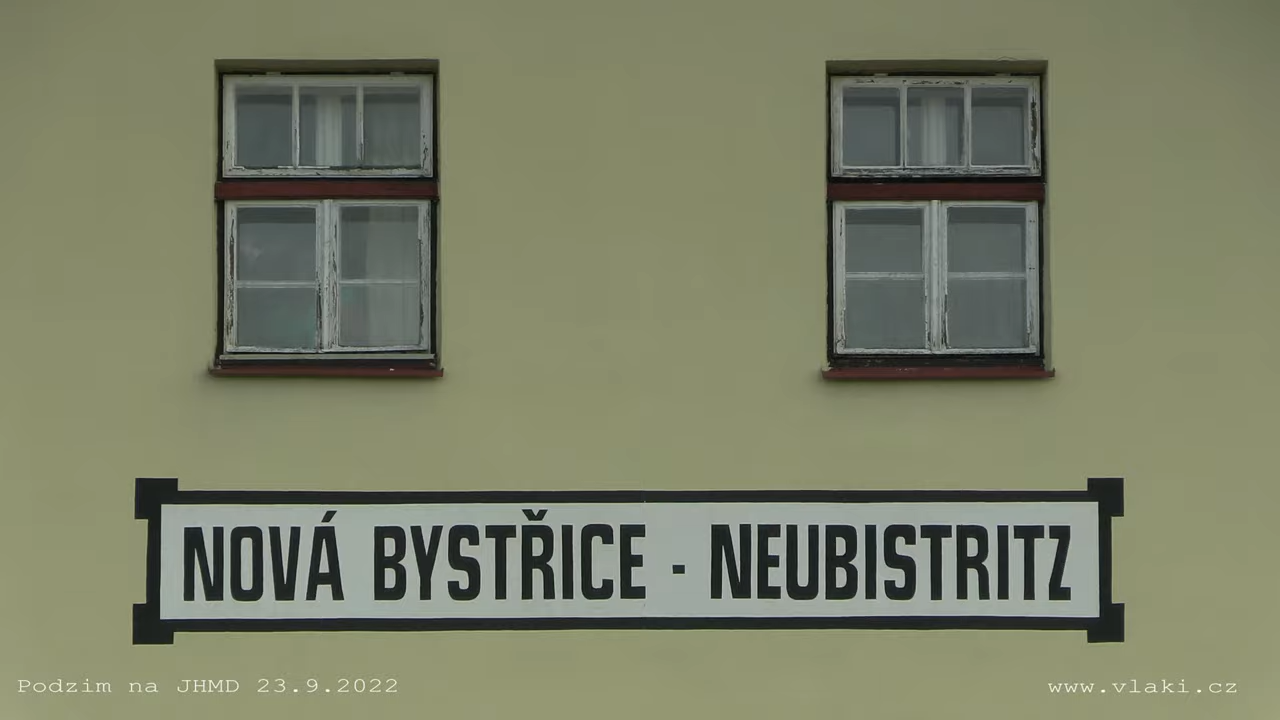 NOVÁ BYSTŘICE - NEUBISTRITZ
Podzim na JHMD 23.9.2022
www.vlaki.cz